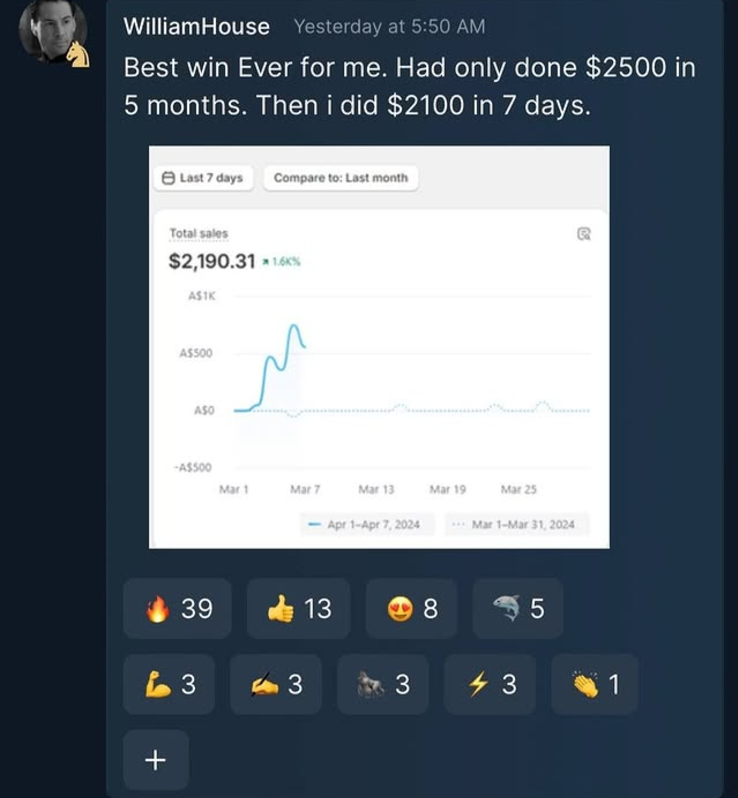 WilliamHouse Yesterday at 5:50 AM
Best win Ever for me. Had only done $2500 in
5 months. Then i did $2100 in 7 days.
Last 7 days Compare to: Last month
Total sales
$2,190.31 ↗ 1.6K%
A$1K
A$500
A$0
-A$500
Mar 1 Mar 7 Mar 13 Mar 19 Mar 25
Apr 1–Apr 7, 2024 Mar 1–Mar 31, 2024
🔥 39 👍 13 😍 8 🐬 5
💪 3 ✍️ 3 🦍 3 ⚡ 3 👏 1
+